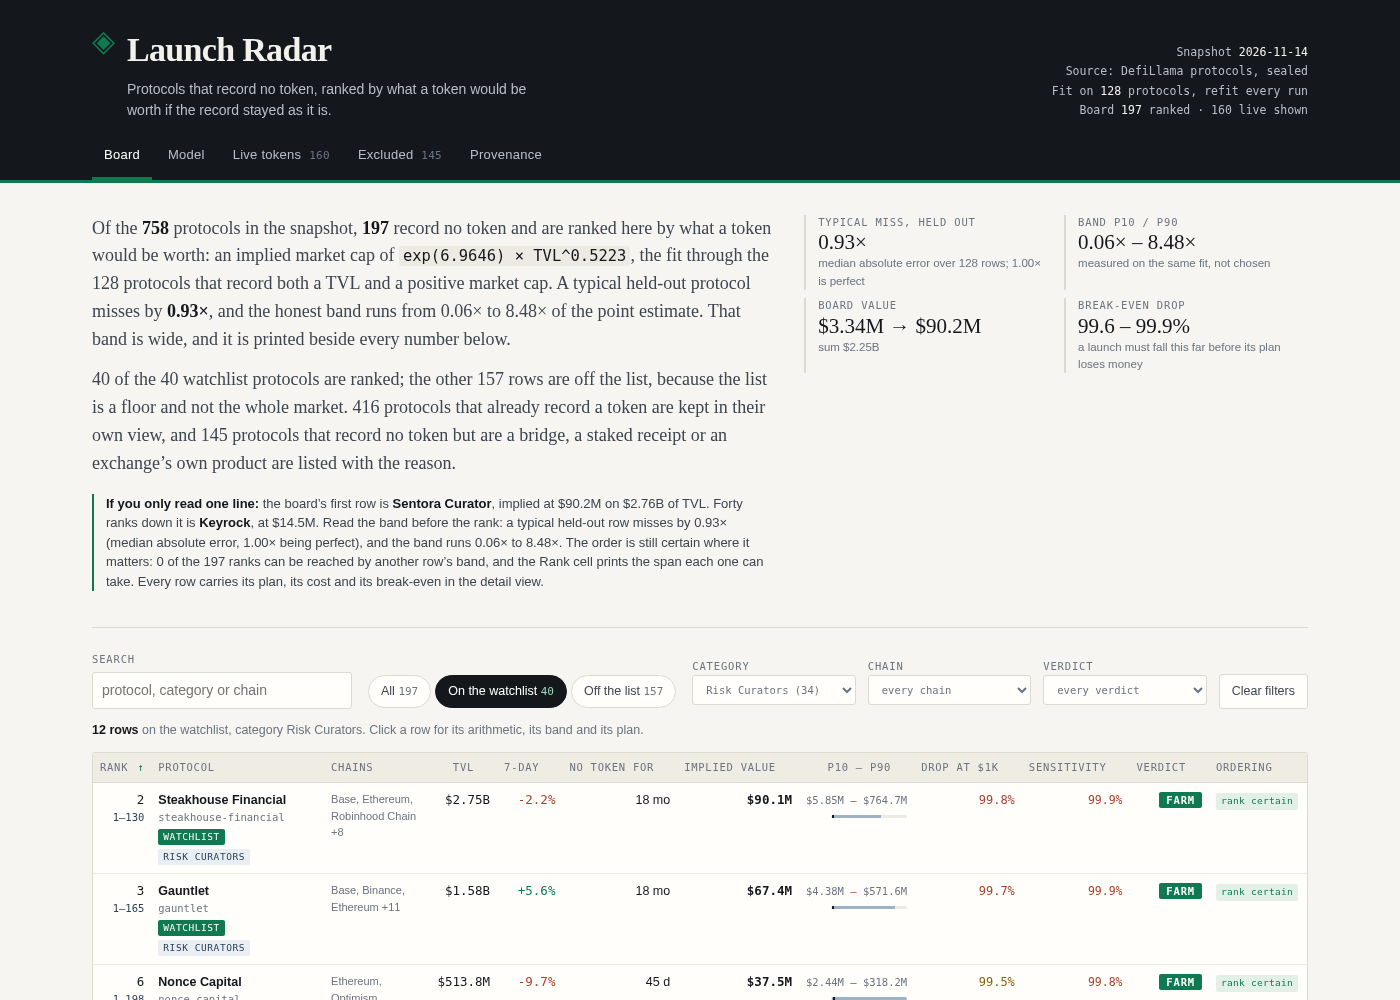 Launch Radar
Protocols that record no token, ranked by what a token would be
worth if the record stayed as it is.
Snapshot 2026-11-14
Source: DefiLlama protocols, sealed
Fit on 128 protocols, refit every run
Board 197 ranked · 160 live shown
Board Model Live tokens 160 Excluded 145 Provenance
Of the 758 protocols in the snapshot, 197 record no token and are ranked here by what a token
would be worth: an implied market cap of exp(6.9646) × TVL^0.5223, the fit through the
128 protocols that record both a TVL and a positive market cap. A typical held-out protocol
misses by 0.93×, and the honest band runs from 0.06× to 8.48× of the point estimate. That
band is wide, and it is printed beside every number below.
40 of the 40 watchlist protocols are ranked; the other 157 rows are off the list, because the list
is a floor and not the whole market. 416 protocols that already record a token are kept in their
own view, and 145 protocols that record no token but are a bridge, a staked receipt or an
exchange’s own product are listed with the reason.
If you only read one line: the board’s first row is Sentora Curator, implied at $90.2M on $2.76B of TVL. Forty
ranks down it is Keyrock, at $14.5M. Read the band before the rank: a typical held-out row misses by 0.93×
(median absolute error, 1.00× being perfect), and the band runs 0.06× to 8.48×. The order is still certain where it
matters: 0 of the 197 ranks can be reached by another row’s band, and the Rank cell prints the span each one can
take. Every row carries its plan, its cost and its break-even in the detail view.
TYPICAL MISS, HELD OUT
0.93×
median absolute error over 128 rows; 1.00×
is perfect
BAND P10 / P90
0.06× – 8.48×
measured on the same fit, not chosen
BOARD VALUE
$3.34M → $90.2M
sum $2.25B
BREAK-EVEN DROP
99.6 – 99.9%
a launch must fall this far before its plan
loses money
SEARCH
protocol, category or chain
All 197 On the watchlist 40 Off the list 157
CATEGORY
Risk Curators (34)
CHAIN
every chain
VERDICT
every verdict
Clear filters
12 rows on the watchlist, category Risk Curators. Click a row for its arithmetic, its band and its plan.
RANK ↑ PROTOCOL CHAINS TVL 7-DAY NO TOKEN FOR IMPLIED VALUE P10 – P90 DROP AT $1K SENSITIVITY VERDICT ORDERING
2 Steakhouse Financial Base, Ethereum, $2.75B -2.2% 18 mo $90.1M $5.85M – $764.7M 99.8% 99.9% FARM rank certain
1–130 steakhouse-financial Robinhood Chain
WATCHLIST +8
RISK CURATORS
3 Gauntlet Base, Binance, $1.58B +5.6% 18 mo $67.4M $4.38M – $571.6M 99.7% 99.9% FARM rank certain
1–165 gauntlet Ethereum +11
WATCHLIST
RISK CURATORS
6 Nonce Capital Ethereum, $513.8M -9.7% 45 d $37.5M $2.44M – $318.2M 99.5% 99.8% FARM rank certain
1–198 nonce-capital Optimism